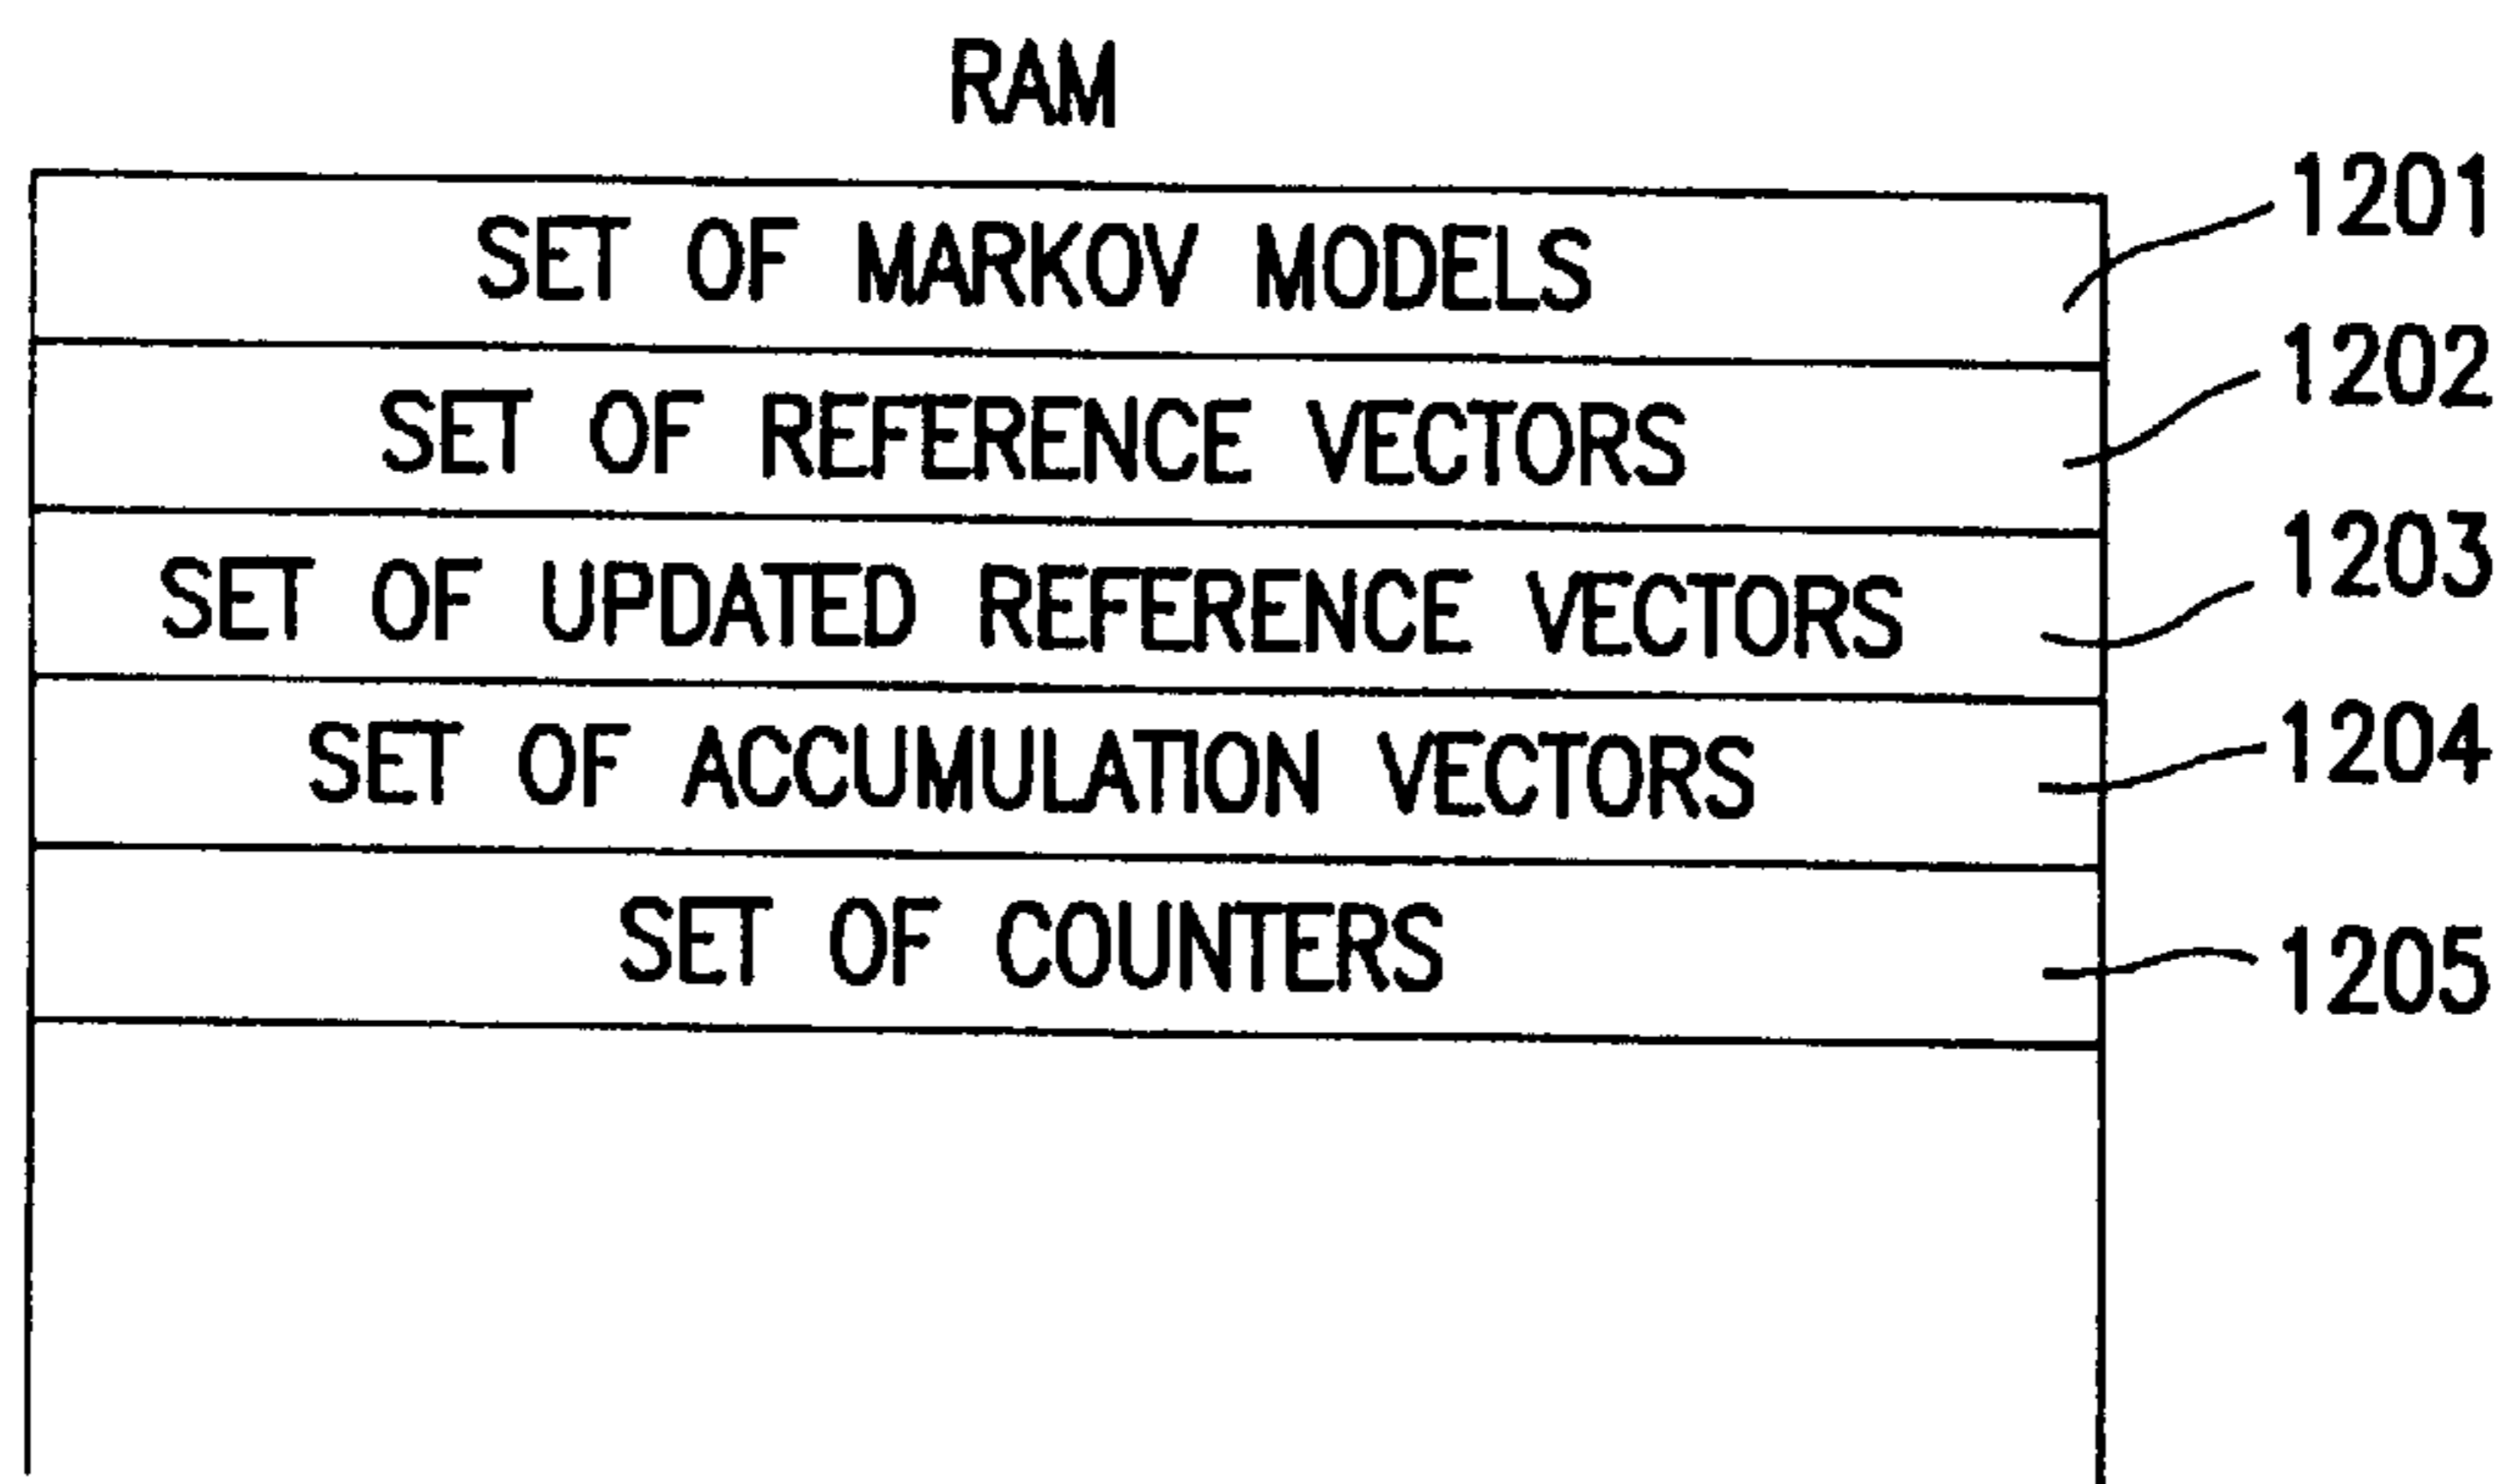 RAM
SET OF MARKOV MODELS
1201
SET OF REFERENCE VECTORS
1202
SET OF UPDATED REFERENCE VECTORS
1203
SET OF ACCUMULATION VECTORS
1204
SET OF COUNTERS
1205